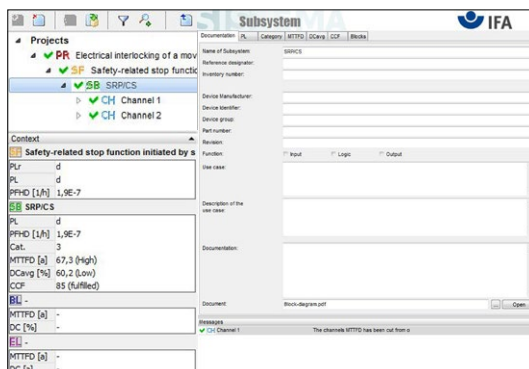 SISTEMA
Subsystem
IFA
Projects
PR Electrical interlocking of a mov
SF Safety-related stop functic
SB SRP/CS
CH Channel 1
CH Channel 2
Context
SF Safety-related stop function initiated by s
PLr d
PL d
PFHD [1/h] 1,9E-7
SB SRP/CS
PL d
PFHD [1/h] 1,9E-7
Cat. 3
MTTFD [a] 67,3 (High)
DCavg [%] 60,2 (Low)
CCF 85 (fulfilled)
BL -
MTTFD [a] -
DC [%] -
EL -
MTTFD [a] -
Documentation PL Category MTTFD DCavg CCF Blocks
Name of Subsystem: SRP/CS
Reference designator:
Inventory number:
Device Manufacturer:
Device Identifier:
Device group:
Part number:
Revision:
Function: Input Logic Output
Use case:
Description of the
use case:
Documentation:
Document: Block-diagram.pdf ... Open
Messages
CH Channel 1 The channels MTTFD has been cut from o